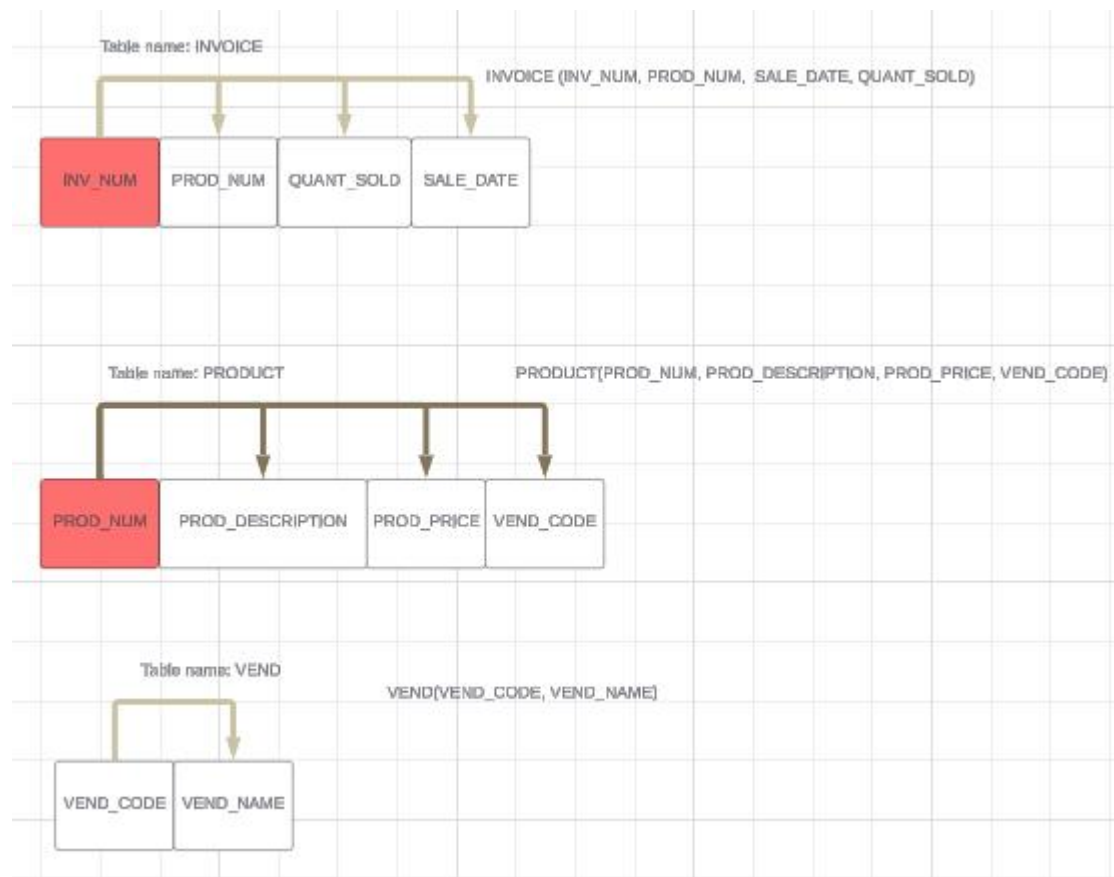 Table name: INVOICE
INVOICE (INV_NUM, PROD_NUM, SALE_DATE, QUANT_SOLD)
INV_NUM PROD_NUM QUANT_SOLD SALE_DATE
Table name: PRODUCT
PRODUCT(PROD_NUM, PROD_DESCRIPTION, PROD_PRICE, VEND_CODE)
PROD_NUM PROD_DESCRIPTION PROD_PRICE VEND_CODE
Table name: VEND
VEND(VEND_CODE, VEND_NAME)
VEND_CODE VEND_NAME